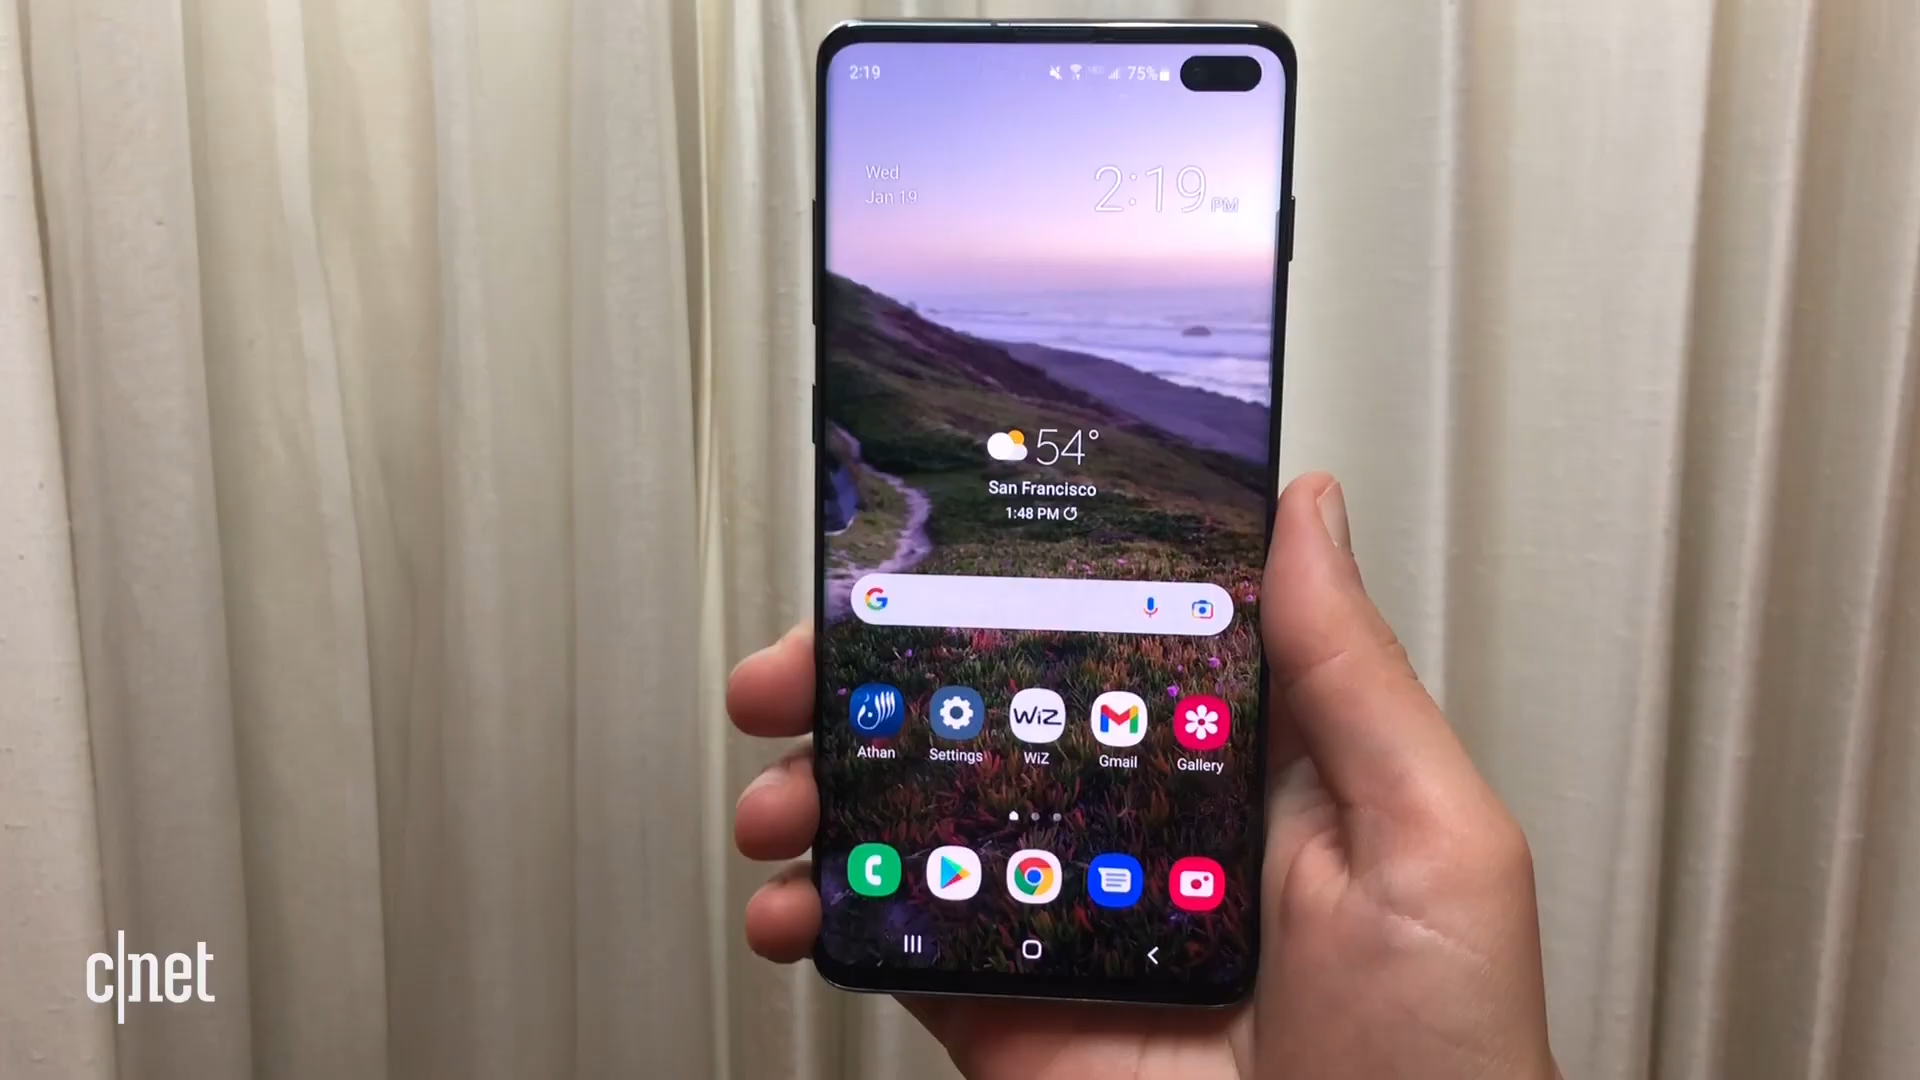 2:19
75%
Wed
Jan 19
2:19 PM
54°
San Francisco
1:48 PM
G
WiZ
Athan
Settings
WiZ
Gmail
Gallery
c|net